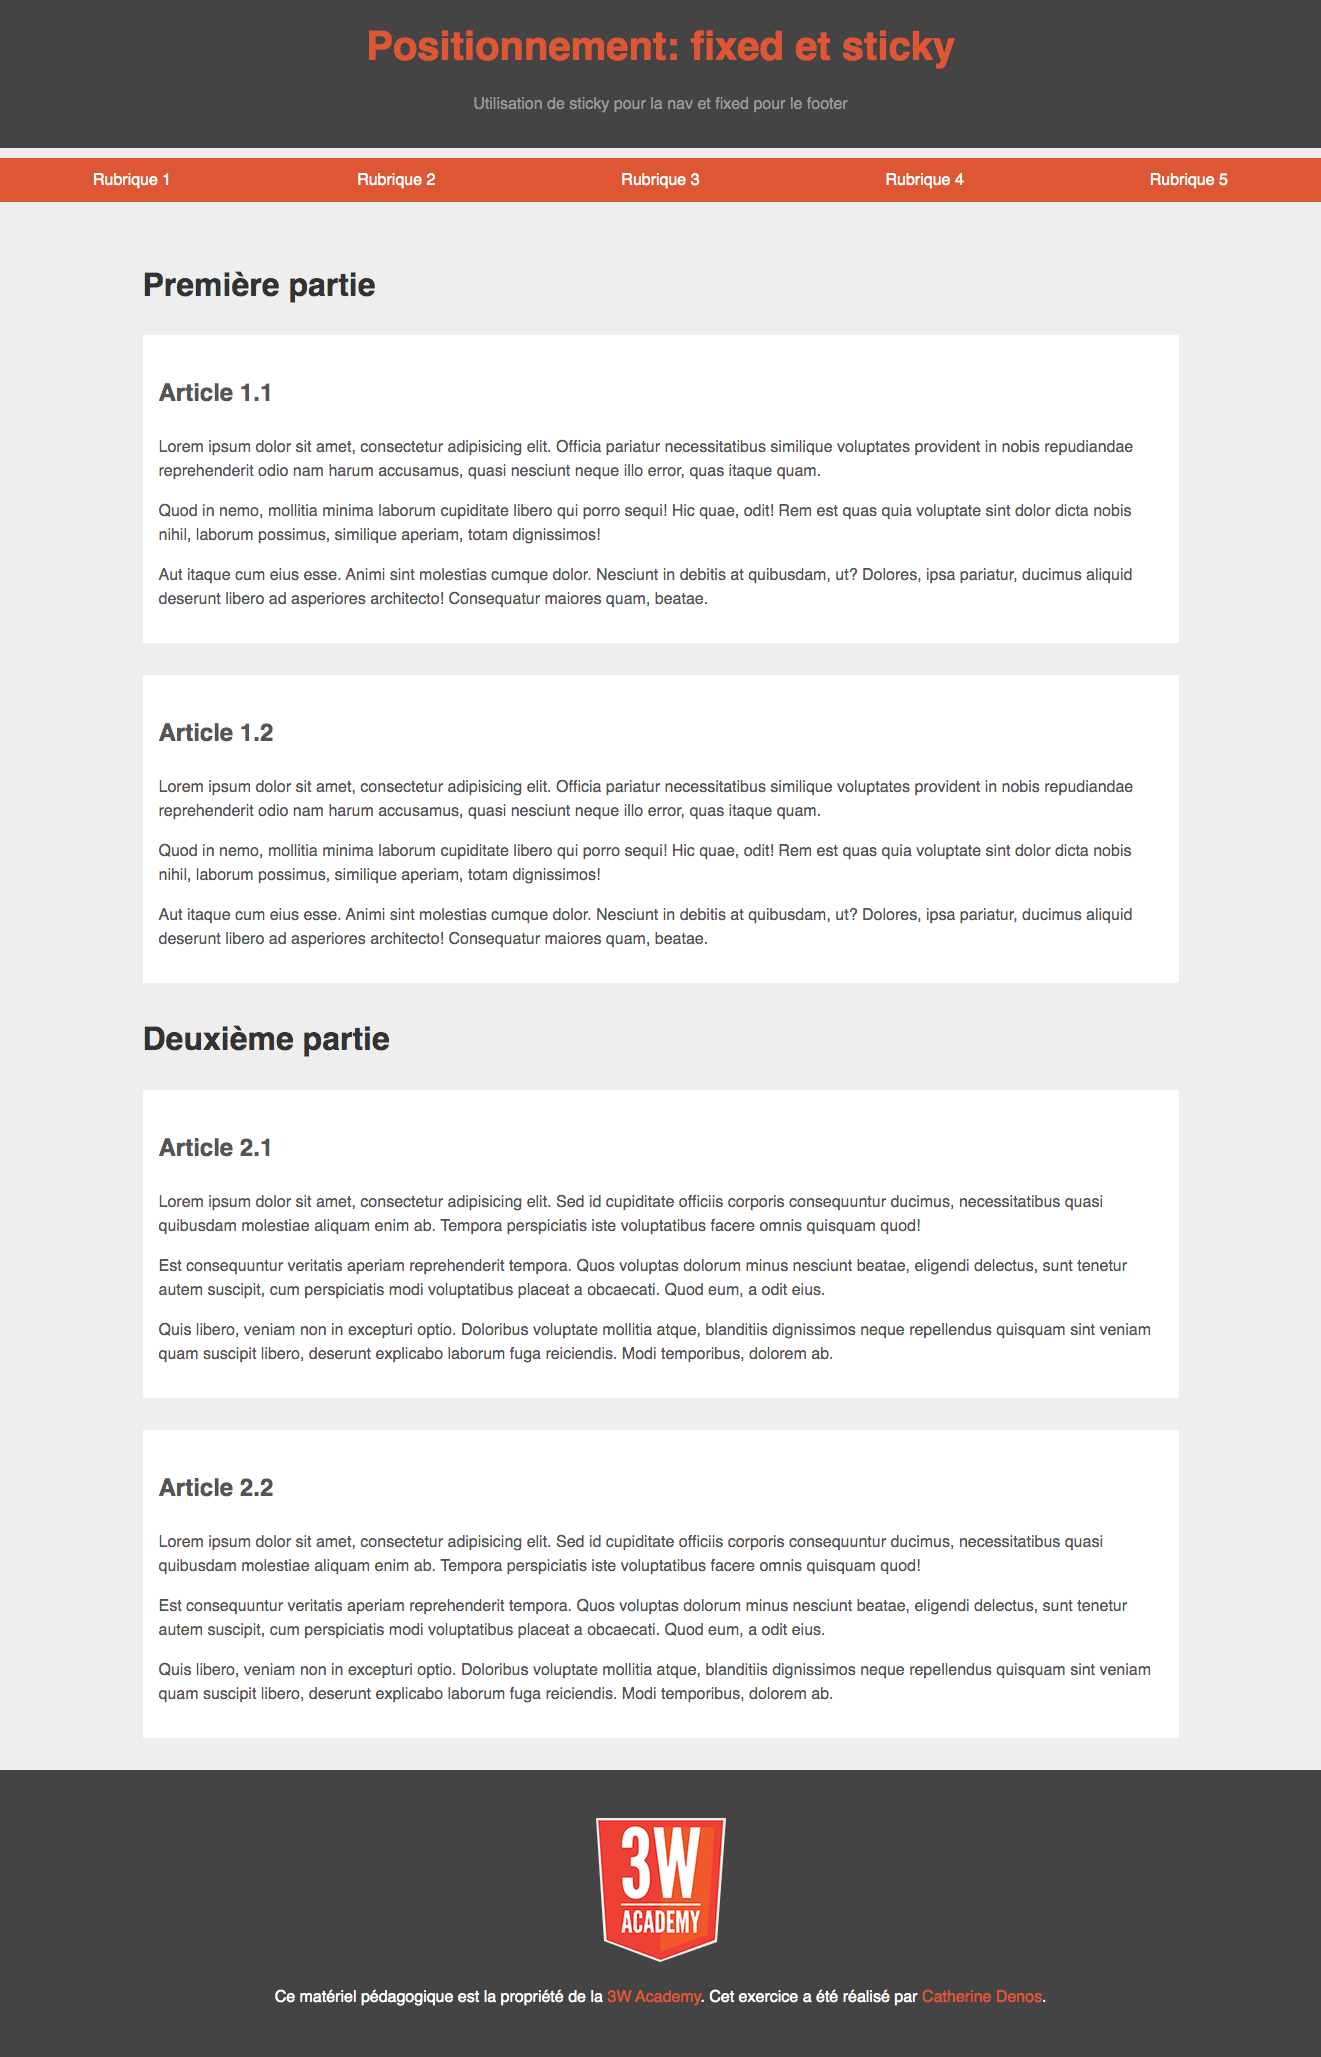 Positionnement: fixed et sticky
Utilisation de sticky pour la nav et fixed pour le footer
Rubrique 1 Rubrique 2 Rubrique 3 Rubrique 4 Rubrique 5
Première partie
Article 1.1
Lorem ipsum dolor sit amet, consectetur adipisicing elit. Officia pariatur necessitatibus similique voluptates provident in nobis repudiandae
reprehenderit odio nam harum accusamus, quasi nesciunt neque illo error, quas itaque quam.
Quod in nemo, mollitia minima laborum cupiditate libero qui porro sequi! Hic quae, odit! Rem est quas quia voluptate sint dolor dicta nobis
nihil, laborum possimus, similique aperiam, totam dignissimos!
Aut itaque cum eius esse. Animi sint molestias cumque dolor. Nesciunt in debitis at quibusdam, ut? Dolores, ipsa pariatur, ducimus aliquid
deserunt libero ad asperiores architecto! Consequatur maiores quam, beatae.
Article 1.2
Lorem ipsum dolor sit amet, consectetur adipisicing elit. Officia pariatur necessitatibus similique voluptates provident in nobis repudiandae
reprehenderit odio nam harum accusamus, quasi nesciunt neque illo error, quas itaque quam.
Quod in nemo, mollitia minima laborum cupiditate libero qui porro sequi! Hic quae, odit! Rem est quas quia voluptate sint dolor dicta nobis
nihil, laborum possimus, similique aperiam, totam dignissimos!
Aut itaque cum eius esse. Animi sint molestias cumque dolor. Nesciunt in debitis at quibusdam, ut? Dolores, ipsa pariatur, ducimus aliquid
deserunt libero ad asperiores architecto! Consequatur maiores quam, beatae.
Deuxième partie
Article 2.1
Lorem ipsum dolor sit amet, consectetur adipisicing elit. Sed id cupiditate officiis corporis consequuntur ducimus, necessitatibus quasi
quibusdam molestiae aliquam enim ab. Tempora perspiciatis iste voluptatibus facere omnis quisquam quod!
Est consequuntur veritatis aperiam reprehenderit tempora. Quos voluptas dolorum minus nesciunt beatae, eligendi delectus, sunt tenetur
autem suscipit, cum perspiciatis modi voluptatibus placeat a obcaecati. Quod eum, a odit eius.
Quis libero, veniam non in excepturi optio. Doloribus voluptate mollitia atque, blanditiis dignissimos neque repellendus quisquam sint veniam
quam suscipit libero, deserunt explicabo laborum fuga reiciendis. Modi temporibus, dolorem ab.
Article 2.2
Lorem ipsum dolor sit amet, consectetur adipisicing elit. Sed id cupiditate officiis corporis consequuntur ducimus, necessitatibus quasi
quibusdam molestiae aliquam enim ab. Tempora perspiciatis iste voluptatibus facere omnis quisquam quod!
Est consequuntur veritatis aperiam reprehenderit tempora. Quos voluptas dolorum minus nesciunt beatae, eligendi delectus, sunt tenetur
autem suscipit, cum perspiciatis modi voluptatibus placeat a obcaecati. Quod eum, a odit eius.
Quis libero, veniam non in excepturi optio. Doloribus voluptate mollitia atque, blanditiis dignissimos neque repellendus quisquam sint veniam
quam suscipit libero, deserunt explicabo laborum fuga reiciendis. Modi temporibus, dolorem ab.
3W
ACADEMY
Ce matériel pédagogique est la propriété de la 3W Academy. Cet exercice a été réalisé par Catherine Denos.